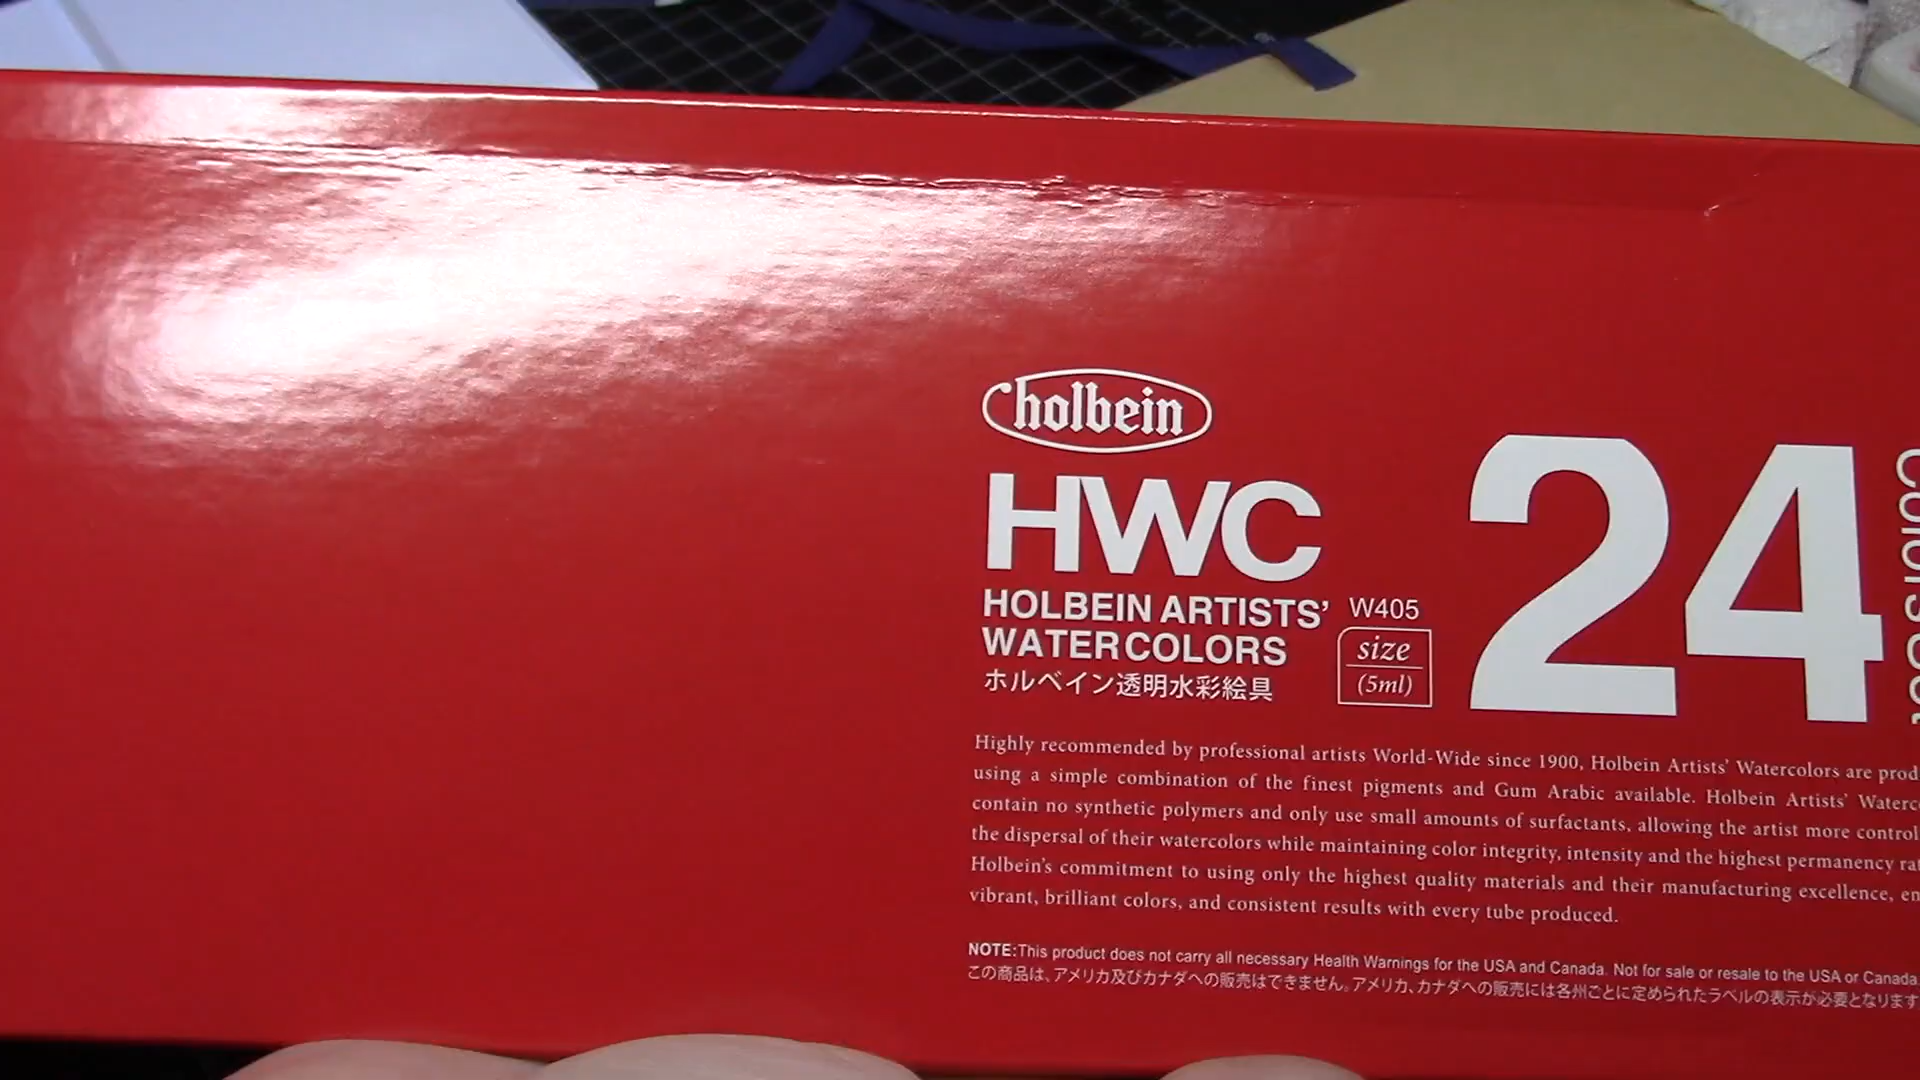 holbein
HWC
HOLBEIN ARTISTS'
WATERCOLORS
ホルベイン透明水彩絵具
W405
size
(5ml)
24
Colors
Highly recommended by professional artists World-Wide since 1900, Holbein Artists' Watercolors are
using a simple combination of the finest pigments and Gum Arabic available. Holbein Artists'
contain no synthetic polymers and only use small amounts of surfactants, allowing the artist more control
the dispersal of their watercolors while maintaining color integrity, intensity and the highest permanency
Holbein's commitment to using only the highest quality materials and their manufacturing excellence,
vibrant, brilliant colors, and consistent results with every tube produced.
NOTE:This product does not carry all necessary Health Warnings for the USA and Canada. Not for sale or resale to the USA or Canada.
この商品は、アメリカ及びカナダへの販売はできません。アメリカ、カナダへの販売には各州ごとに定められたラベルの表示が必要となります